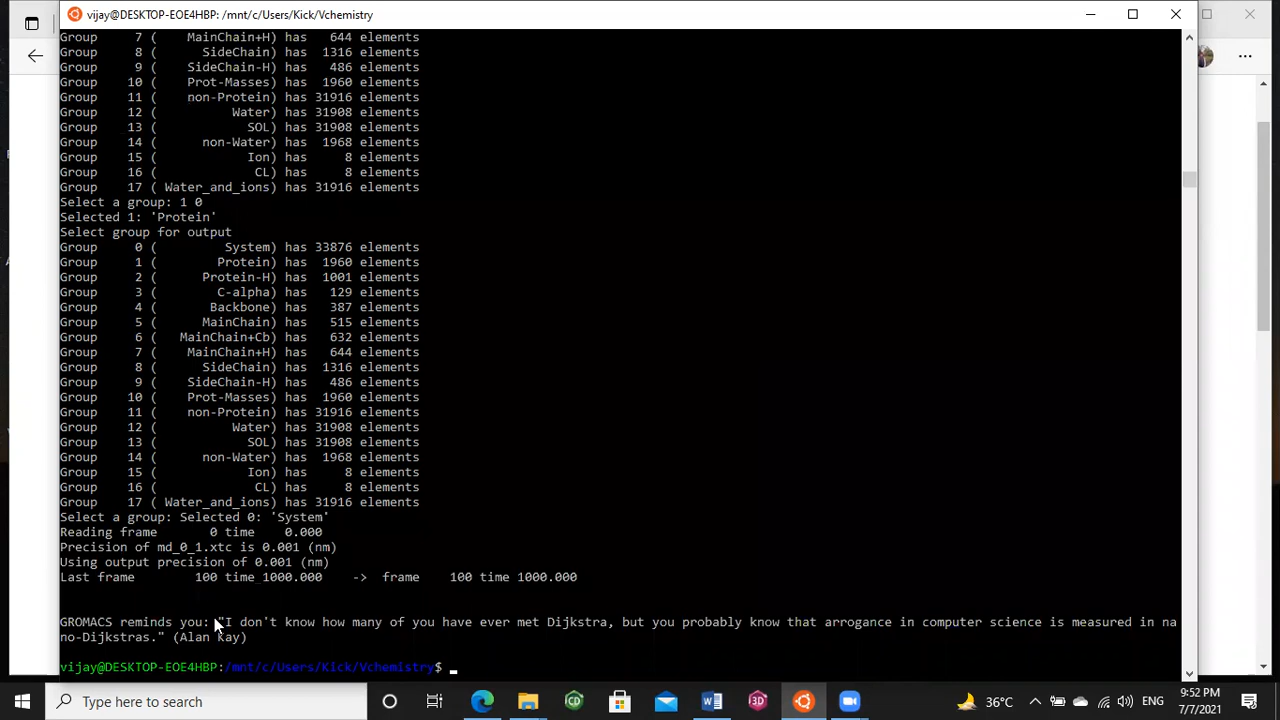 vijay@DESKTOP-EOE4HBP: /mnt/c/Users/Kick/Vchemistry
Group     7 (    MainChain+H) has   644 elements
Group     8 (      SideChain) has  1316 elements
Group     9 (    SideChain-H) has   486 elements
Group    10 (    Prot-Masses) has  1960 elements
Group    11 (    non-Protein) has 31916 elements
Group    12 (          Water) has 31908 elements
Group    13 (            SOL) has 31908 elements
Group    14 (      non-Water) has  1968 elements
Group    15 (            Ion) has     8 elements
Group    16 (             CL) has     8 elements
Group    17 ( Water_and_ions) has 31916 elements
Select a group: 1 0
Selected 1: 'Protein'
Select group for output
Group     0 (         System) has 33876 elements
Group     1 (        Protein) has  1960 elements
Group     2 (      Protein-H) has  1001 elements
Group     3 (        C-alpha) has   129 elements
Group     4 (       Backbone) has   387 elements
Group     5 (      MainChain) has   515 elements
Group     6 (   MainChain+Cb) has   632 elements
Group     7 (    MainChain+H) has   644 elements
Group     8 (      SideChain) has  1316 elements
Group     9 (    SideChain-H) has   486 elements
Group    10 (    Prot-Masses) has  1960 elements
Group    11 (    non-Protein) has 31916 elements
Group    12 (          Water) has 31908 elements
Group    13 (            SOL) has 31908 elements
Group    14 (      non-Water) has  1968 elements
Group    15 (            Ion) has     8 elements
Group    16 (             CL) has     8 elements
Group    17 ( Water_and_ions) has 31916 elements
Select a group: Selected 0: 'System'
Reading frame       0 time    0.000
Precision of md_0_1.xtc is 0.001 (nm)
Using output precision of 0.001 (nm)
Last frame        100 time 1000.000    ->  frame    100 time 1000.000
GROMACS reminds you: "I don't know how many of you have ever met Dijkstra, but you probably know that arrogance in computer science is measured in na
no-Dijkstras." (Alan Kay)
vijay@DESKTOP-EOE4HBP:/mnt/c/Users/Kick/Vchemistry$ _
Type here to search
36°C
ENG
9:52 PM
7/7/2021